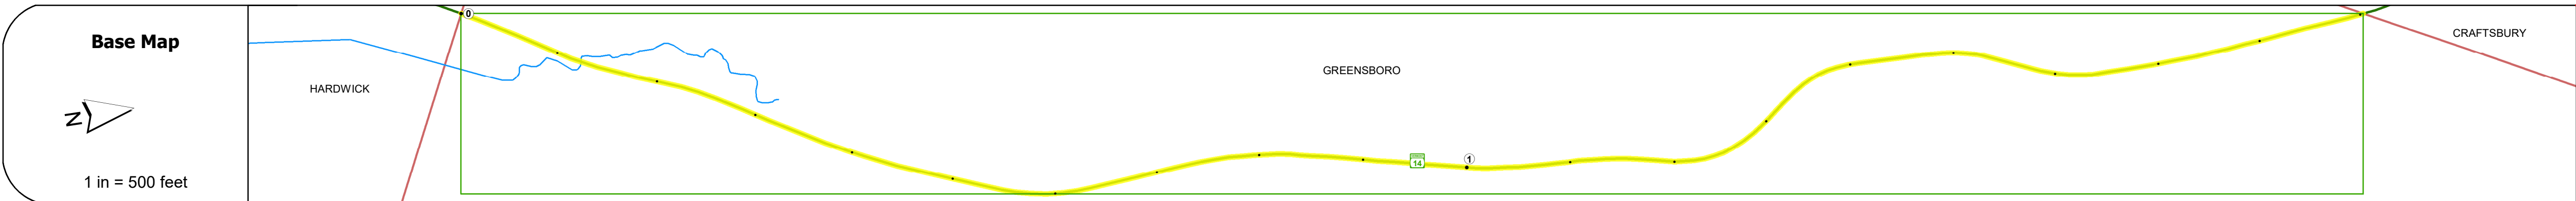 Base Map
N
1 in = 500 feet
HARDWICK
0
GREENSBORO
14
1
CRAFTSBURY